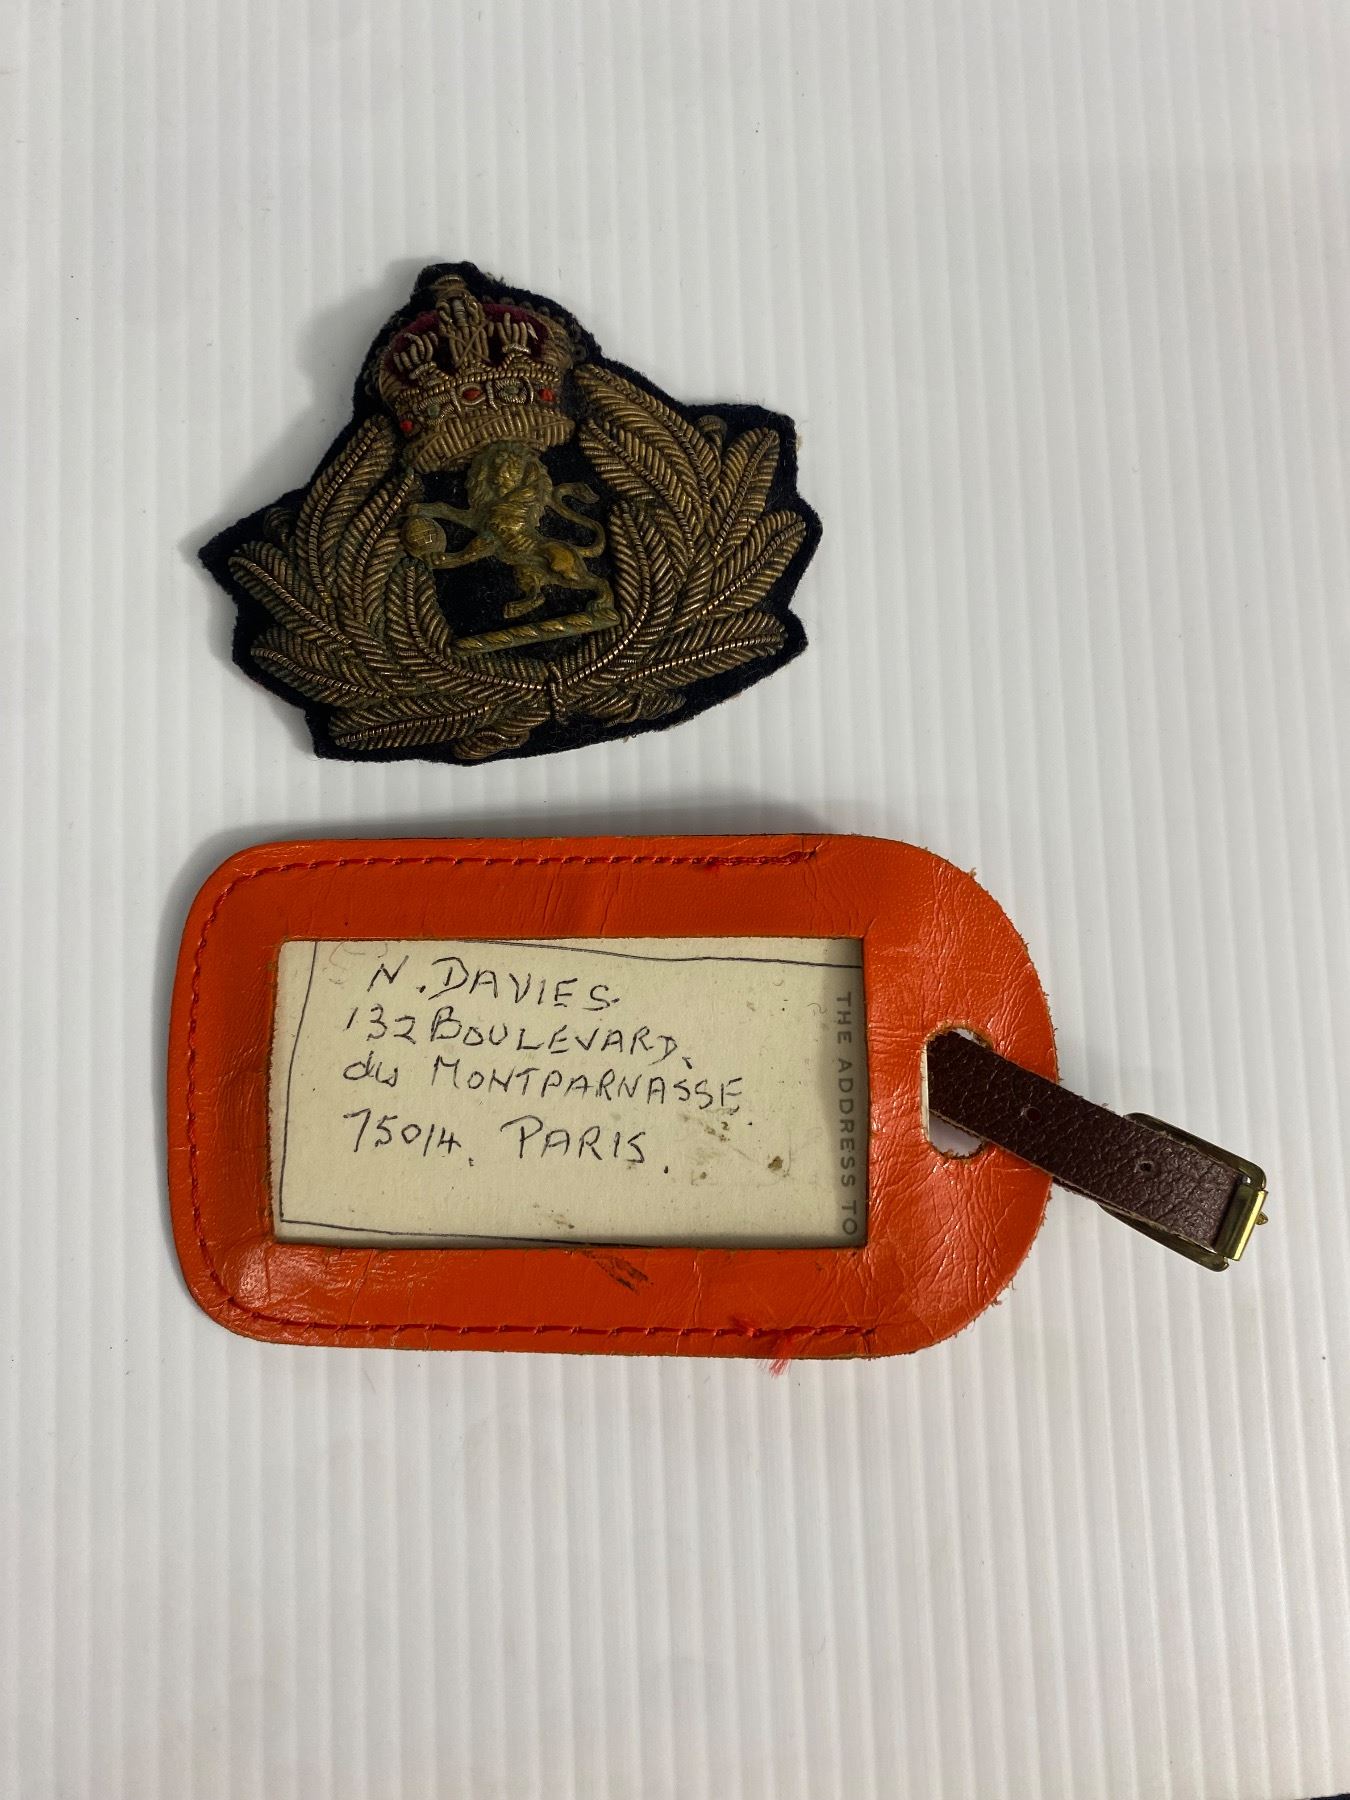 N. DAVIES.
132 BOULEVARD,
du MONTPARNASSE.
75014. PARIS.
THE ADDRESS TO